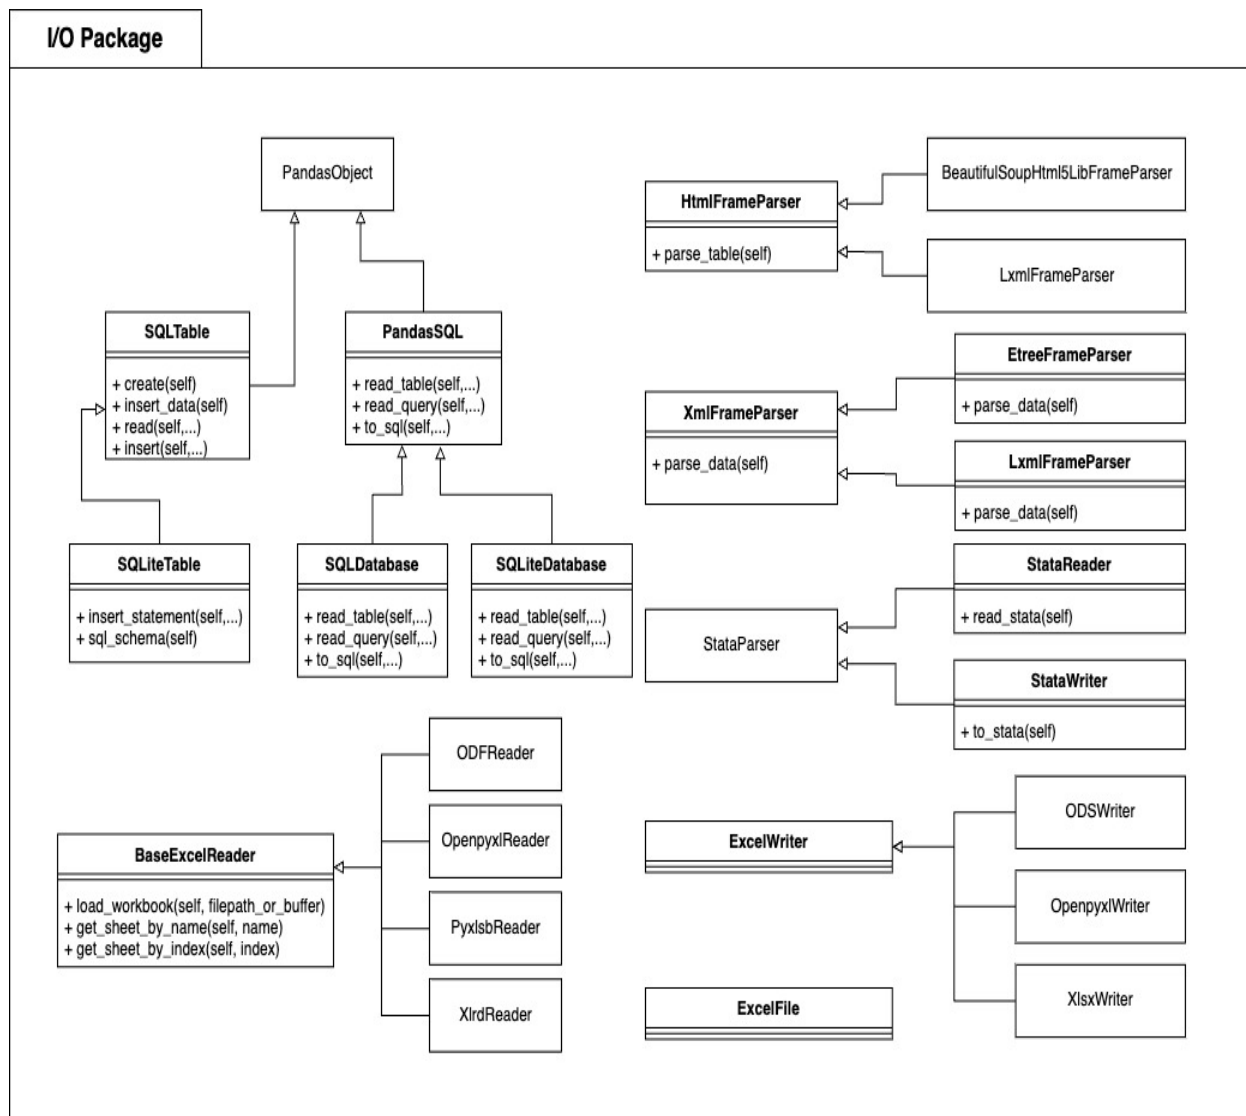 I/O Package
PandasObject
SQLTable
+ create(self)
+ insert_data(self)
+ read(self,...)
+ insert(self,...)
PandasSQL
+ read_table(self,...)
+ read_query(self,...)
+ to_sql(self,...)
SQLiteTable
+ insert_statement(self,...)
+ sql_schema(self)
SQLDatabase
+ read_table(self,...)
+ read_query(self,...)
+ to_sql(self,...)
SQLiteDatabase
+ read_table(self,...)
+ read_query(self,...)
+ to_sql(self,...)
HtmlFrameParser
+ parse_table(self)
BeautifulSoupHtml5LibFrameParser
LxmlFrameParser
XmlFrameParser
+ parse_data(self)
EtreeFrameParser
+ parse_data(self)
LxmlFrameParser
+ parse_data(self)
StataParser
StataReader
+ read_stata(self)
StataWriter
+ to_stata(self)
BaseExcelReader
+ load_workbook(self, filepath_or_buffer)
+ get_sheet_by_name(self, name)
+ get_sheet_by_index(self, index)
ODFReader
OpenpyxlReader
PyxlsbReader
XlrdReader
ExcelWriter
ODSWriter
OpenpyxlWriter
XlsxWriter
ExcelFile